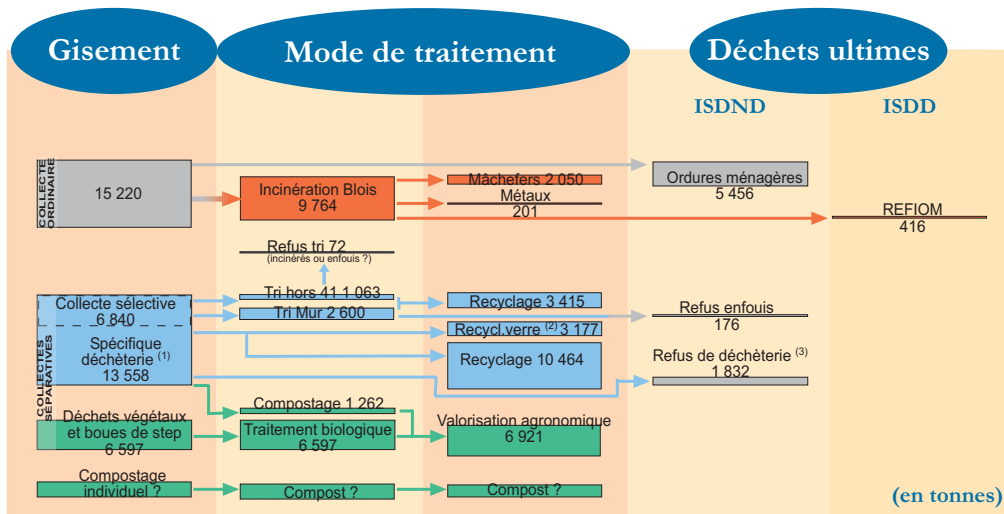 Gisement
Mode de traitement
Déchets ultimes
ISDND
ISDD
COLLECTE
ORDINAIRE
15 220
Incinération Blois
9 764
Mâchefers 2 050
Métaux
201
Ordures ménagères
5 456
REFIOM
416
Refus tri 72
(incinérés ou enfouis ?)
COLLECTES
SÉPARATIVES
Collecte sélective
6 840
Tri hors 41 1 063
Tri Mur 2 600
Recyclage 3 415
Refus enfouis
176
Spécifique
déchèterie (1)
13 558
Recycl.verre (2) 3 177
Recyclage 10 464
Refus de déchèterie (3)
1 832
Compostage 1 262
Déchets végétaux
et boues de step
6 597
Traitement biologique
6 597
Valorisation agronomique
6 921
Compostage
individuel ?
Compost ?
Compost ?
(en tonnes)